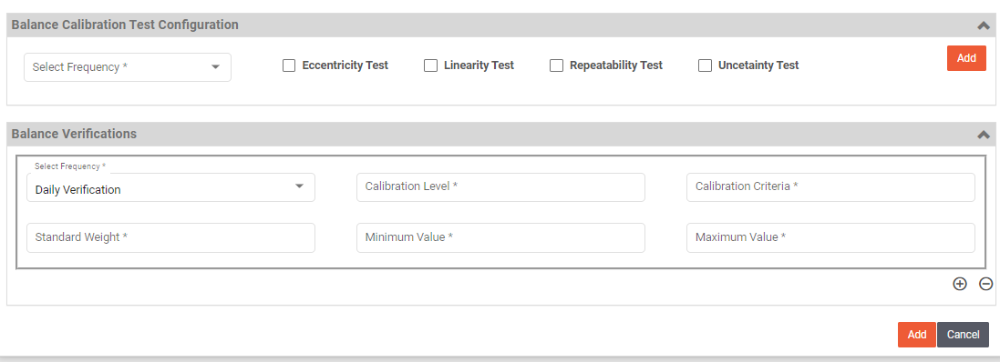 Balance Calibration Test Configuration
Select Frequency * Eccentricity Test Linearity Test Repeatability Test Uncetainty Test Add
Balance Verifications
Select Frequency *
Daily Verification Calibration Level * Calibration Criteria *
Standard Weight * Minimum Value * Maximum Value *
Add Cancel